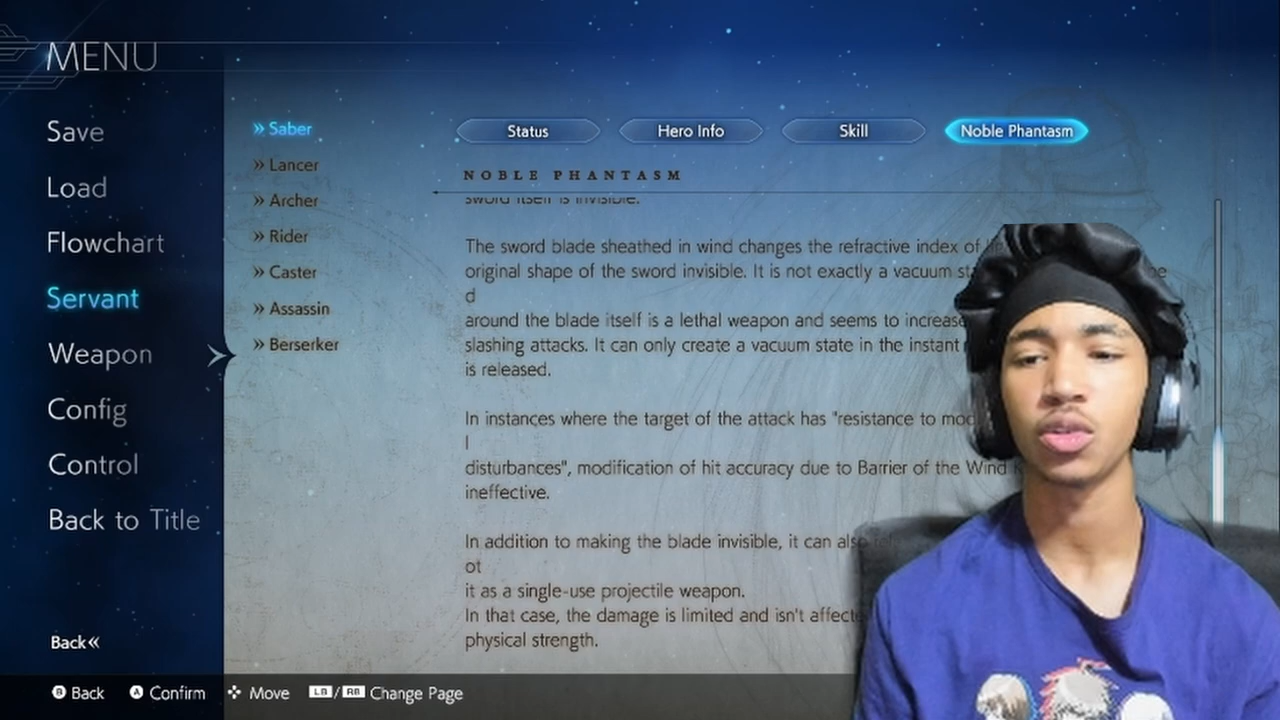 MENU
Save
Load
Flowchart
Servant
Weapon
Config
Control
Back to Title
Back«
» Saber
» Lancer
» Archer
» Rider
» Caster
» Assassin
» Berserker
Status
Hero Info
Skill
Noble Phantasm
NOBLE PHANTASM
sword itself is invisible.
The sword blade sheathed in wind changes the refractive index of
original shape of the sword invisible. It is not exactly a vacuum
d
around the blade itself is a lethal weapon and seems to increase
slashing attacks. It can only create a vacuum state in the instant
is released.
In instances where the target of the attack has "resistance to
l
disturbances", modification of hit accuracy due to Barrier of the Wind
ineffective.
In addition to making the blade invisible, it can also
ot
it as a single-use projectile weapon.
In that case, the damage is limited and isn't
physical strength.
B Back A Confirm Move LB/RB Change Page